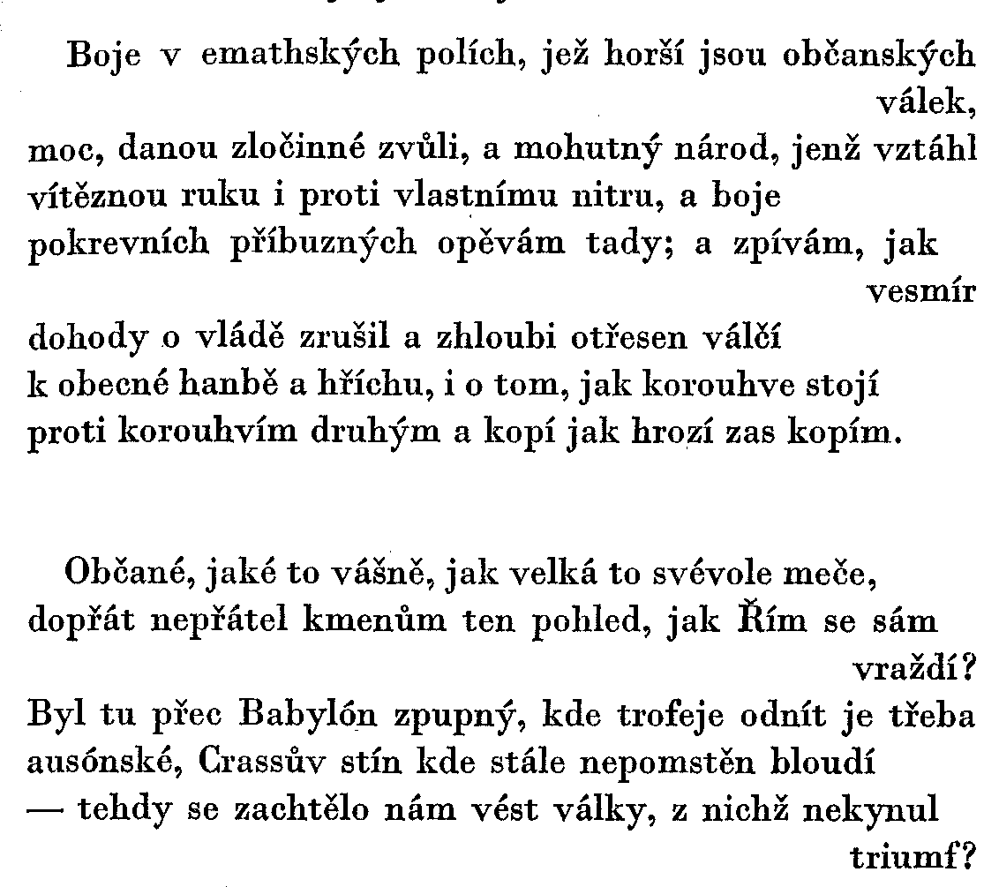 Boje v emathských polích, jež horší jsou občanských
válek,
moc, danou zločinné zvůli, a mohutný národ, jenž vztáhl
vítěznou ruku i proti vlastnímu nitru, a boje
pokrevních příbuzných opěvám tady; a zpívám, jak
vesmír
dohody o vládě zrušil a zhloubi otřesen válčí
k obecné hanbě a hříchu, i o tom, jak korouhve stojí
proti korouhvím druhým a kopí jak hrozí zas kopím.
Občané, jaké to vášně, jak velká to svévole meče,
dopřát nepřátel kmenům ten pohled, jak Řím se sám
vraždí?
Byl tu přec Babylón zpupný, kde trofeje odnít je třeba
ausónské, Crassův stín kde stále nepomstěn bloudí
— tehdy se zachtělo nám vést války, z nichž nekynul
triumf?